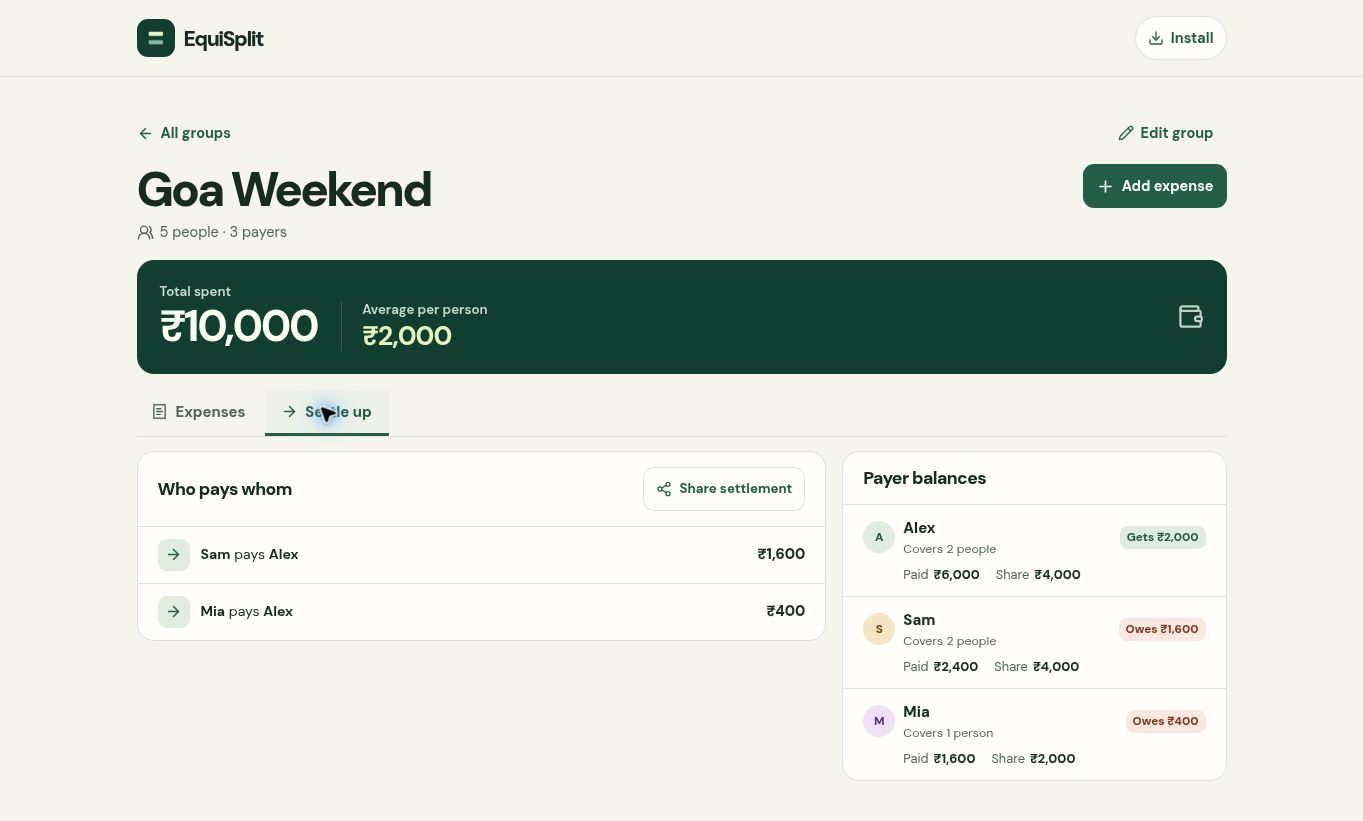 EquiSplit
Install
All groups
Edit group
Goa Weekend
Add expense
5 people · 3 payers
Total spent
₹10,000
Average per person
₹2,000
Expenses
Settle up
Who pays whom
Share settlement
Sam pays Alex ₹1,600
Mia pays Alex ₹400
Payer balances
A
Alex
Covers 2 people
Gets ₹2,000
Paid ₹6,000 Share ₹4,000
S
Sam
Covers 2 people
Owes ₹1,600
Paid ₹2,400 Share ₹4,000
M
Mia
Covers 1 person
Owes ₹400
Paid ₹1,600 Share ₹2,000